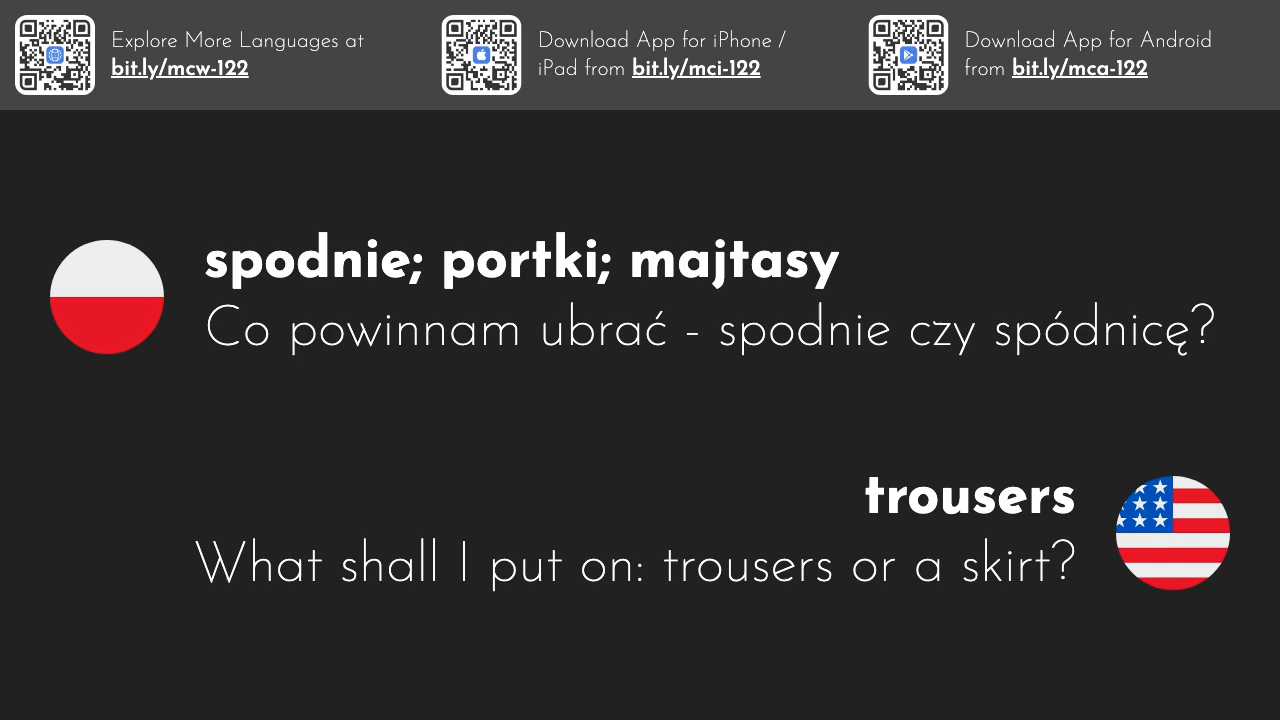 Explore More Languages at
bit.ly/mcw-122
Download App for iPhone /
iPad from bit.ly/mci-122
Download App for Android
from bit.ly/mca-122
spodnie; portki; majtasy
Co powinnam ubrać - spodnie czy spódnicę?
trousers
What shall I put on: trousers or a skirt?